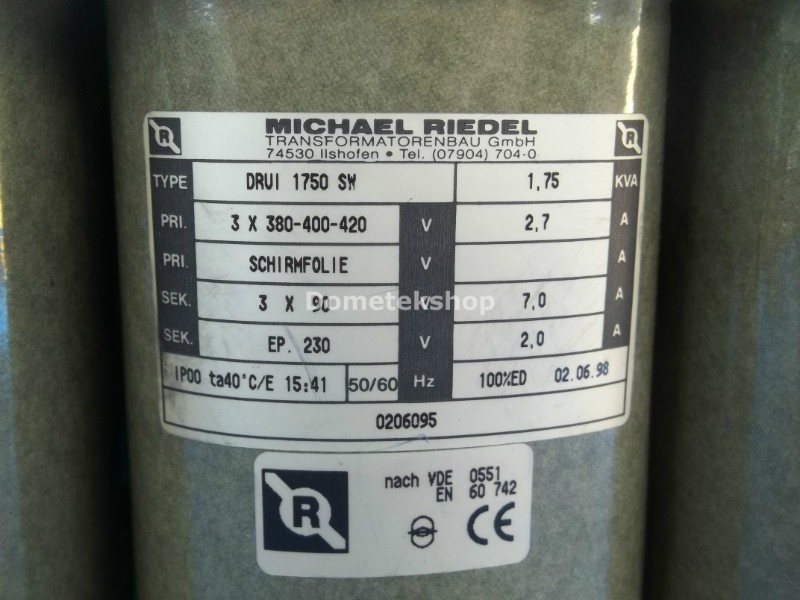 R
MICHAEL RIEDEL
TRANSFORMATORENBAU GmbH
74530 Ilshofen • Tel. (07904) 704-0
R
TYPE DRUI 1750 SW 1,75 KVA
PRI. 3 X 380-400-420 V 2,7 A
PRI. SCHIRMFOLIE V A
SEK. 3 X 90 V 7,0 A
SEK. EP. 230 V 2,0 A
IP00 ta40°C/E 15:41 50/60 Hz 100%ED 02.06.98
0206095
Dometekshop
R
nach VDE 0551
EN 60 742
CE